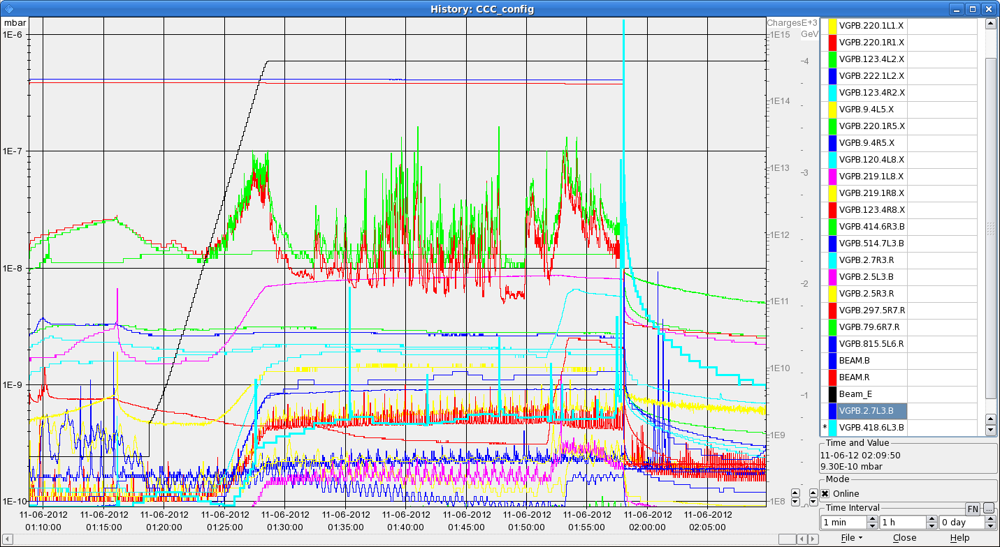 History: CCC_config
mbar
1E-6
1E-7
1E-8
1E-9
1E-10
11-06-2012 11-06-2012 11-06-2012 11-06-2012 11-06-2012 11-06-2012 11-06-2012 11-06-2012 11-06-2012 11-06-2012 11-06-2012 11-06-2012
01:10:00 01:15:00 01:20:00 01:25:00 01:30:00 01:35:00 01:40:00 01:45:00 01:50:00 01:55:00 02:00:00 02:05:00
Charges
1E15
1E14
1E13
1E12
1E11
1E10
1E9
1E8
E+3
GeV
4
3
2
1
0
VGPB.220.1L1.X
VGPB.220.1R1.X
VGPB.123.4L2.X
VGPB.222.1L2.X
VGPB.123.4R2.X
VGPB.9.4L5.X
VGPB.220.1R5.X
VGPB.9.4R5.X
VGPB.120.4L8.X
VGPB.219.1L8.X
VGPB.219.1R8.X
VGPB.123.4R8.X
VGPB.414.6R3.B
VGPB.514.7L3.B
VGPB.2.7R3.R
VGPB.2.5L3.B
VGPB.2.5R3.R
VGPB.297.5R7.R
VGPB.79.6R7.R
VGPB.815.5L6.R
BEAM.B
BEAM.R
Beam_E
VGPB.2.7L3.B
* VGPB.418.6L3.B
Time and Value
11-06-12 02:09:50
9.30E-10 mbar
Mode
Online
Time Interval FN ...
1 min 1 h 0 day
File Close Help